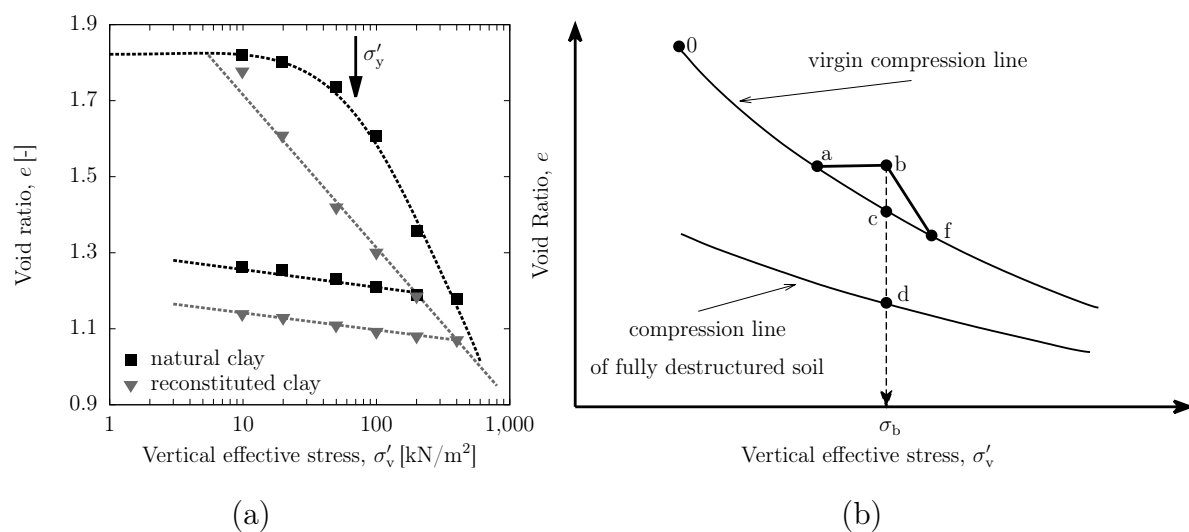 1.9
1.7
1.5
1.3
1.1
0.9
Void ratio, e [-]
σ′y
natural clay
reconstituted clay
1 10 100 1,000
Vertical effective stress, σ′v [kN/m²]
(a)
Void Ratio, e
0
virgin compression line
a
b
c
f
d
compression line
of fully destructured soil
σb
Vertical effective stress, σ′v
(b)